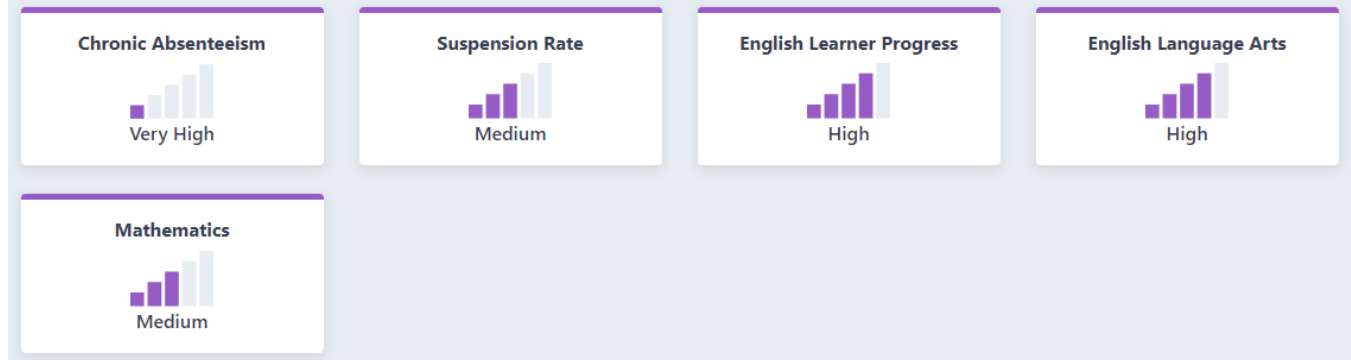 Chronic Absenteeism
Very High
Suspension Rate
Medium
English Learner Progress
High
English Language Arts
High
Mathematics
Medium